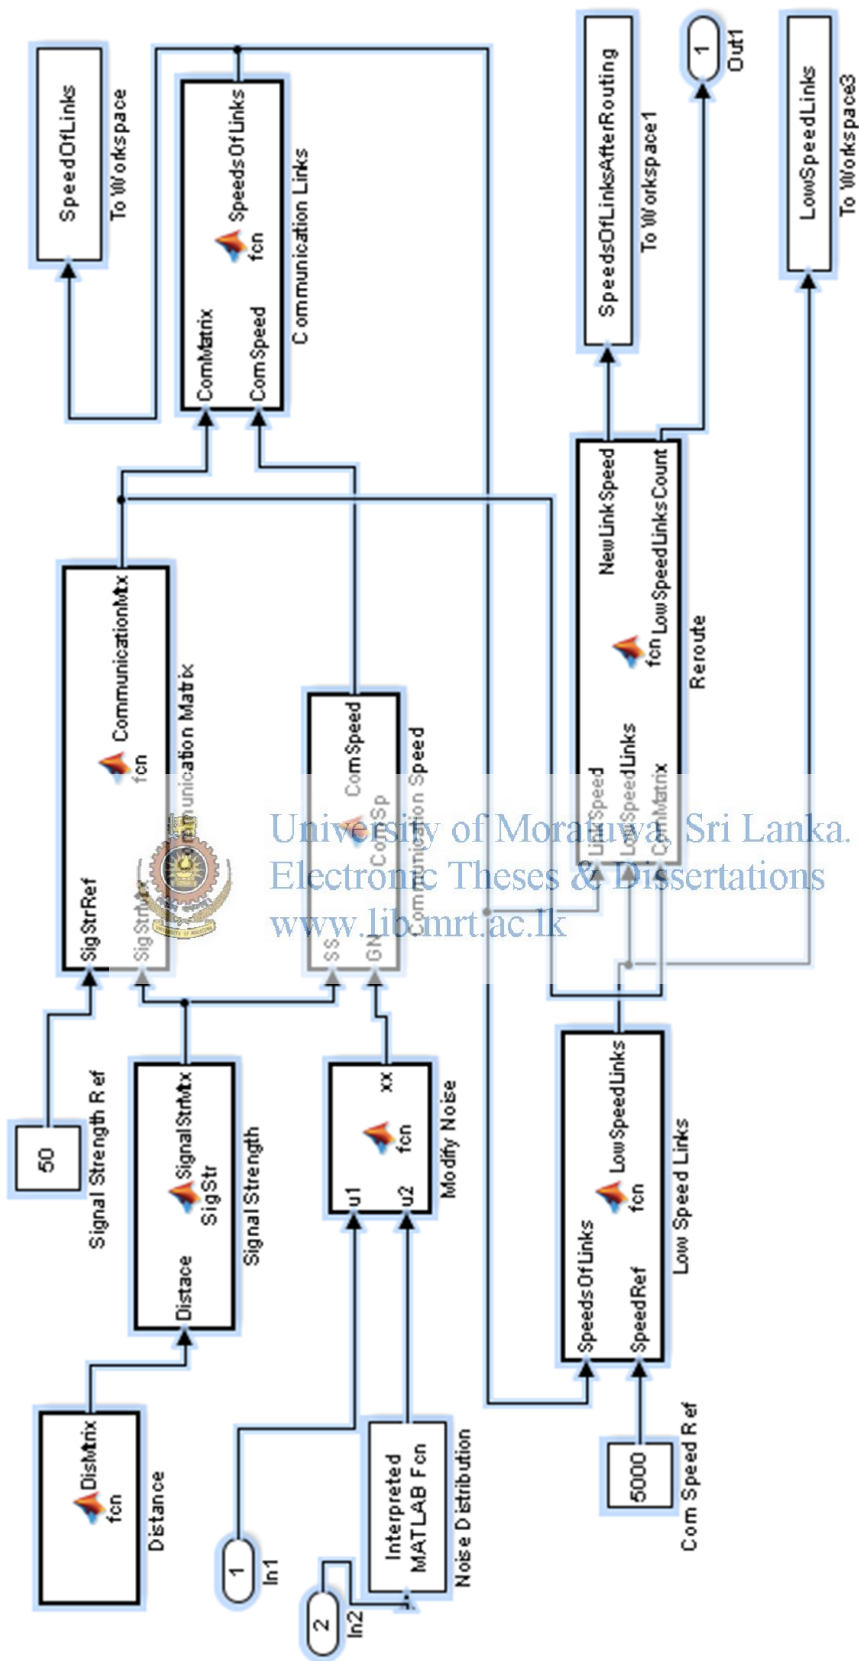 SpeedOfLinks
To Workspace
SpeedsOfLinks
fcn
ComMatrix
ComSpeed
Communication Links
CommunicationMtx
fcn
SigStrRef
SigStrMtx
Communication Matrix
50
Signal Strength Ref
SignalStrMtx
SigStr
Distace
Signal Strength
DisMtrix
fcn
Distance
ComSpeed
ComSp
SS
GN
Communication Speed
xx
fcn
u1
u2
Modify Noise
1
In1
2
In2
Interpreted
MATLAB Fcn
Noise Distribution
SpeedsOfLinksAfterRouting
To Workspace1
1
Out1
LowSpeedLinks
To Workspace3
NewLinkSpeed
LowSpeedLinksCount
fcn
LinkSpeed
LowSpeedLinks
ComMatrix
Reroute
LowSpeedLinks
fcn
SpeedsOfLinks
SpeedRef
Low Speed Links
5000
Com Speed Ref
University of Moratuwa, Sri Lanka.
Electronic Theses & Dissertations
www.lib.mrt.ac.lk